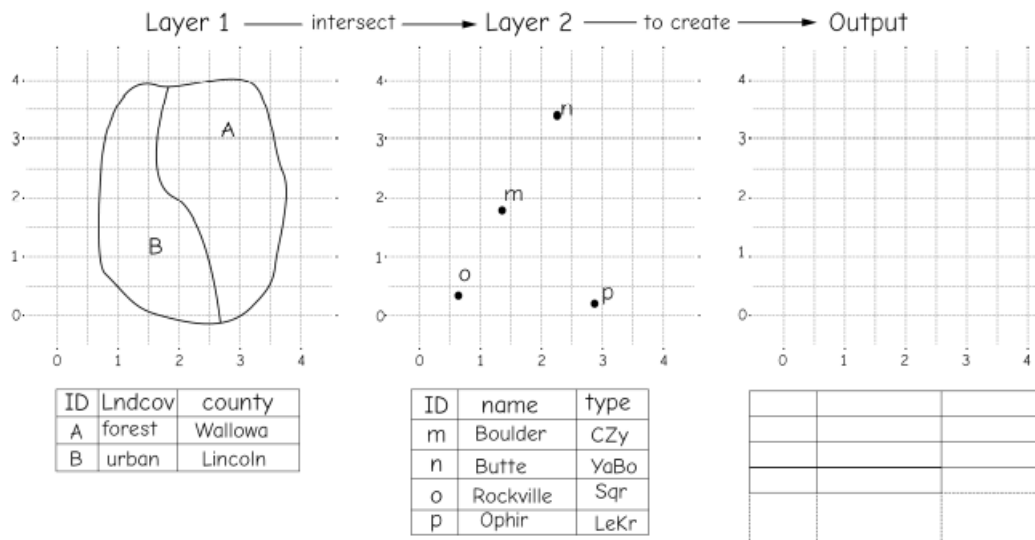 Layer 1 intersect Layer 2 to create Output
4 3 2 1 0
A
B
0 1 2 3 4
4 3 2 1 0
n
m
o
p
0 1 2 3 4
4 3 2 1 0
0 1 2 3 4
ID Lndcov county
A forest Wallowa
B urban Lincoln
ID name type
m Boulder CZy
n Butte YaBo
o Rockville Sqr
p Ophir LeKr